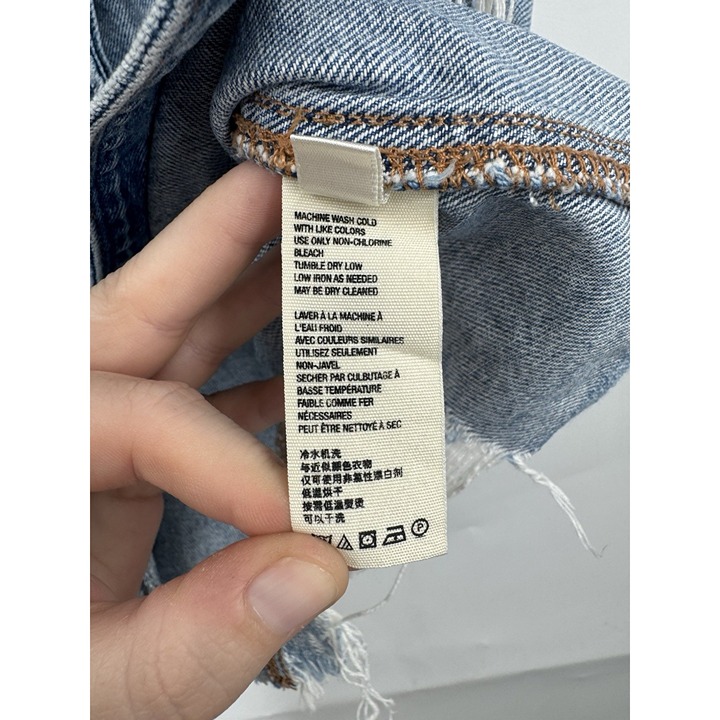 MACHINE WASH COLD
WITH LIKE COLORS
USE ONLY NON-CHLORINE
BLEACH
TUMBLE DRY LOW
LOW IRON AS NEEDED
MAY BE DRY CLEANED
LAVER À LA MACHINE À
L'EAU FROID
AVEC COULEURS SIMILAIRES
UTILISEZ SEULEMENT
NON-JAVEL
SECHER PAR CULBUTAGE À
BASSE TEMPÉRATURE
FAIBLE COMME FER
NÉCESSAIRES
PEUT ÊTRE NETTOYÉ À SEC
冷水机洗
与近似颜色衣物
仅可使用非氯性漂白剂
低温烘干
按需低温熨烫
可以干洗
P